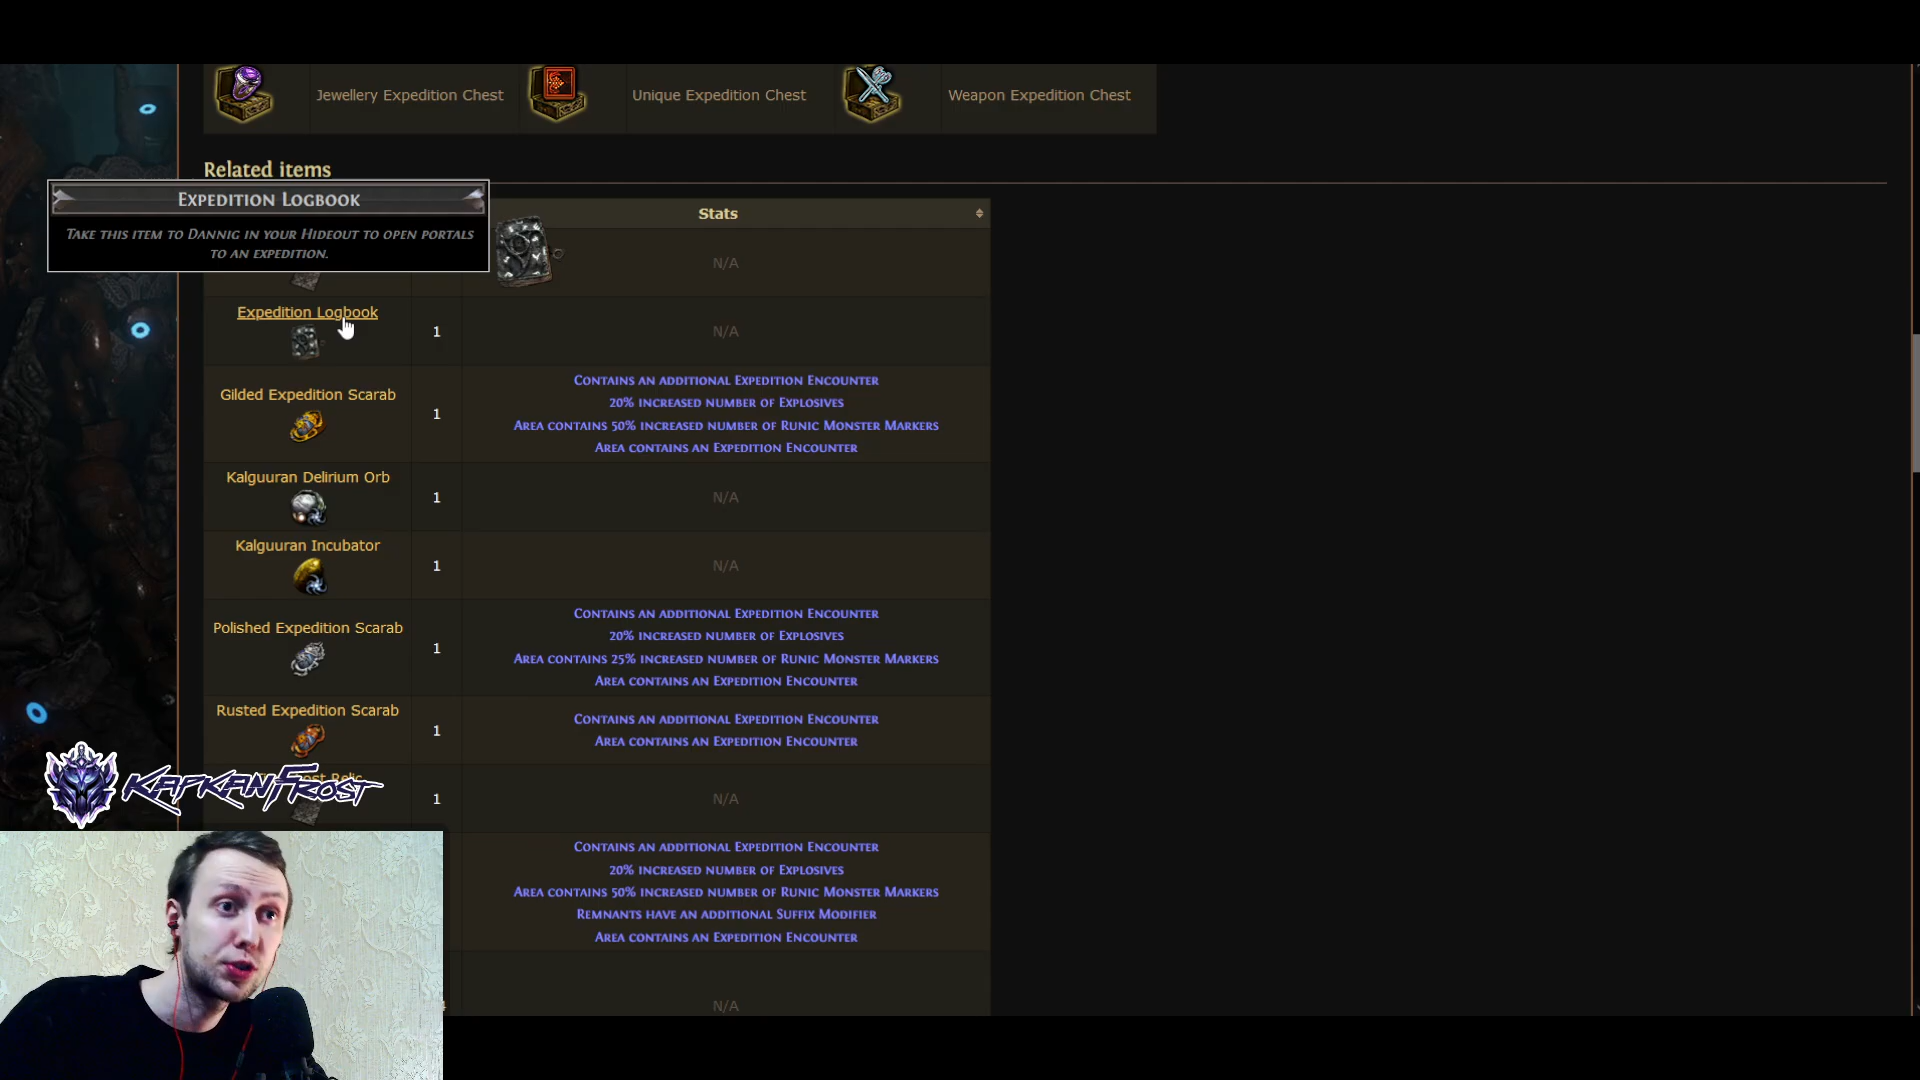 Jewellery Expedition Chest
Unique Expedition Chest
Weapon Expedition Chest
Related items
Expedition Logbook
Take this item to Dannig in your Hideout to open portals
to an expedition.
Stats
N/A
Expedition Logbook
1
N/A
Gilded Expedition Scarab
1
Contains an additional Expedition Encounter
20% increased number of Explosives
Area contains 50% increased number of Runic Monster Markers
Area contains an Expedition Encounter
Kalguuran Delirium Orb
1
N/A
Kalguuran Incubator
1
N/A
Polished Expedition Scarab
1
Contains an additional Expedition Encounter
20% increased number of Explosives
Area contains 25% increased number of Runic Monster Markers
Area contains an Expedition Encounter
Rusted Expedition Scarab
1
Contains an additional Expedition Encounter
Area contains an Expedition Encounter
KapkanFrost
1
N/A
Contains an additional Expedition Encounter
20% increased number of Explosives
Area contains 50% increased number of Runic Monster Markers
Remnants have an additional Suffix Modifier
Area contains an Expedition Encounter
N/A